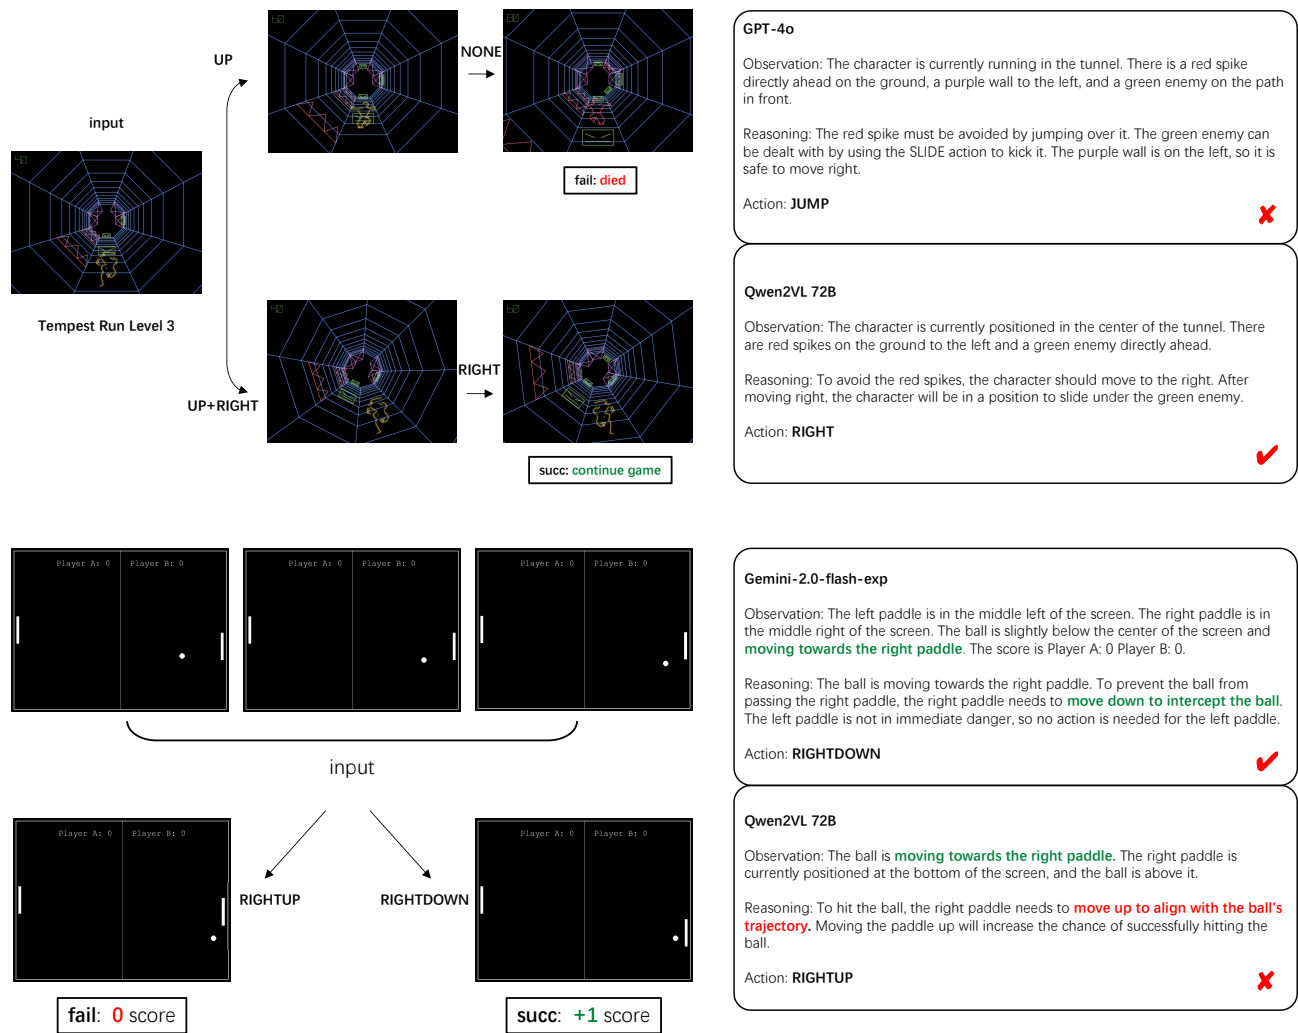 UP
NONE
input
Tempest Run Level 3
fail: died
UP+RIGHT
RIGHT
succ: continue game
GPT-4o
Observation: The character is currently running in the tunnel. There is a red spike
directly ahead on the ground, a purple wall to the left, and a green enemy on the path
in front.
Reasoning: The red spike must be avoided by jumping over it. The green enemy can
be dealt with by using the SLIDE action to kick it. The purple wall is on the left, so it is
safe to move right.
Action: JUMP
Qwen2VL 72B
Observation: The character is currently positioned in the center of the tunnel. There
are red spikes on the ground to the left and a green enemy directly ahead.
Reasoning: To avoid the red spikes, the character should move to the right. After
moving right, the character will be in a position to slide under the green enemy.
Action: RIGHT
Player A: 0 Player B: 0
Player A: 0 Player B: 0
Player A: 0 Player B: 0
input
Player A: 0 Player B: 0
Player A: 0 Player B: 0
RIGHTUP
RIGHTDOWN
fail: 0 score
succ: +1 score
Gemini-2.0-flash-exp
Observation: The left paddle is in the middle left of the screen. The right paddle is in
the middle right of the screen. The ball is slightly below the center of the screen and
moving towards the right paddle. The score is Player A: 0 Player B: 0.
Reasoning: The ball is moving towards the right paddle. To prevent the ball from
passing the right paddle, the right paddle needs to move down to intercept the ball.
The left paddle is not in immediate danger, so no action is needed for the left paddle.
Action: RIGHTDOWN
Qwen2VL 72B
Observation: The ball is moving towards the right paddle. The right paddle is
currently positioned at the bottom of the screen, and the ball is above it.
Reasoning: To hit the ball, the right paddle needs to move up to align with the ball's
trajectory. Moving the paddle up will increase the chance of successfully hitting the
ball.
Action: RIGHTUP